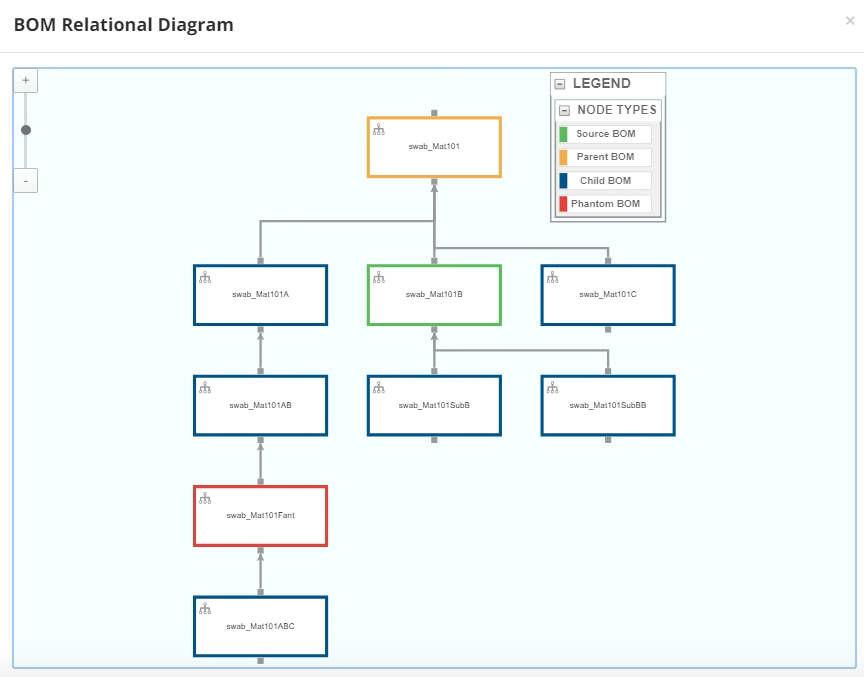 BOM Relational Diagram
×
+
-
LEGEND
NODE TYPES
Source BOM
Parent BOM
Child BOM
Phantom BOM
swab_Mat101
swab_Mat101A
swab_Mat101B
swab_Mat101C
swab_Mat101AB
swab_Mat101SubB
swab_Mat101SubBB
swab_Mat101Fant
swab_Mat101ABC